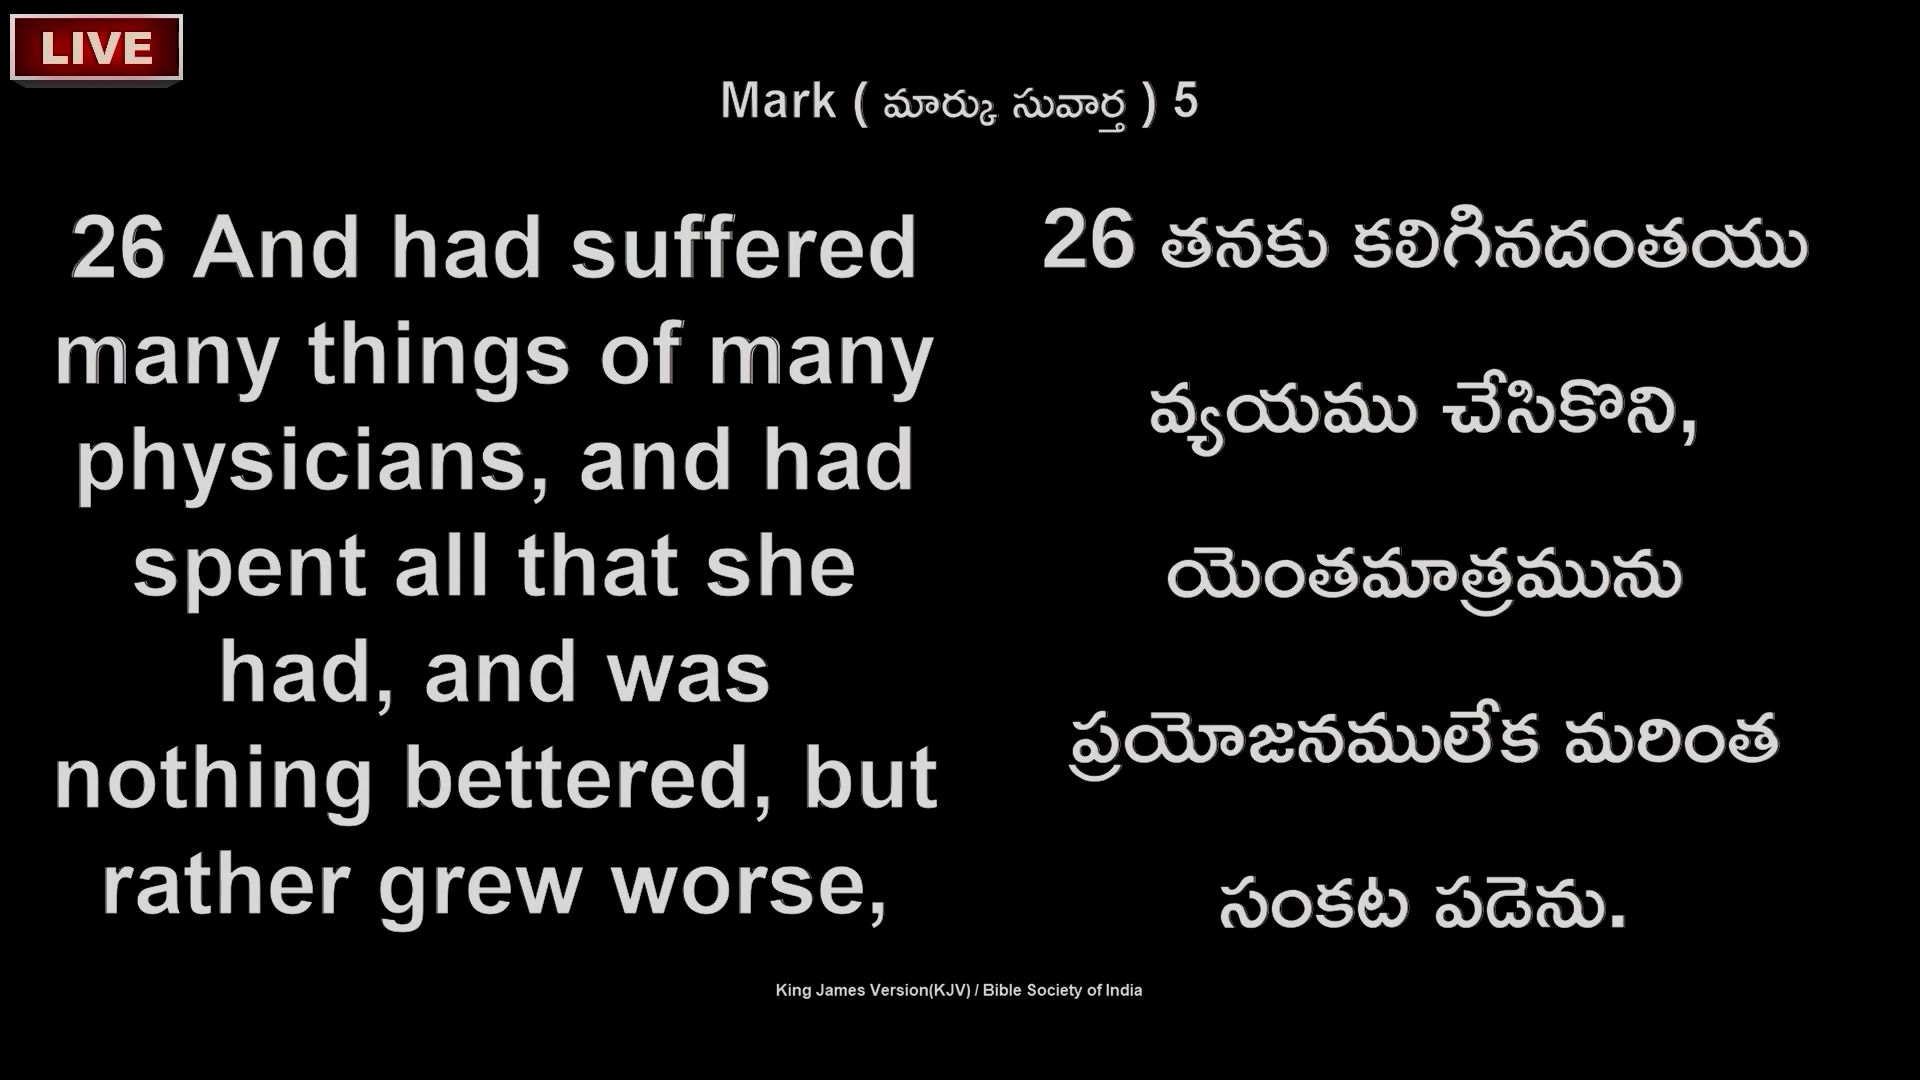 LIVE
Mark ( మార్కు సువార్త ) 5
26 And had suffered
many things of many
physicians, and had
spent all that she
had, and was
nothing bettered, but
rather grew worse,
26 తనకు కలిగినదంతయు
వ్యయము చేసికొని,
యెంతమాత్రమును
ప్రయోజనములేక మరింత
సంకట పడెను.
King James Version(KJV) / Bible Society of India